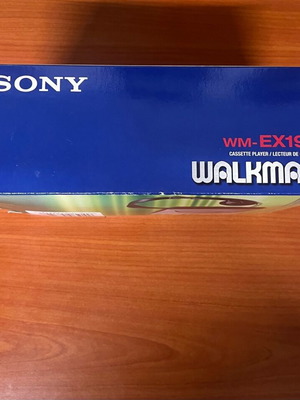 SONY
WM-EX19
CASSETTE PLAYER / LECTEUR DE
WALKMA